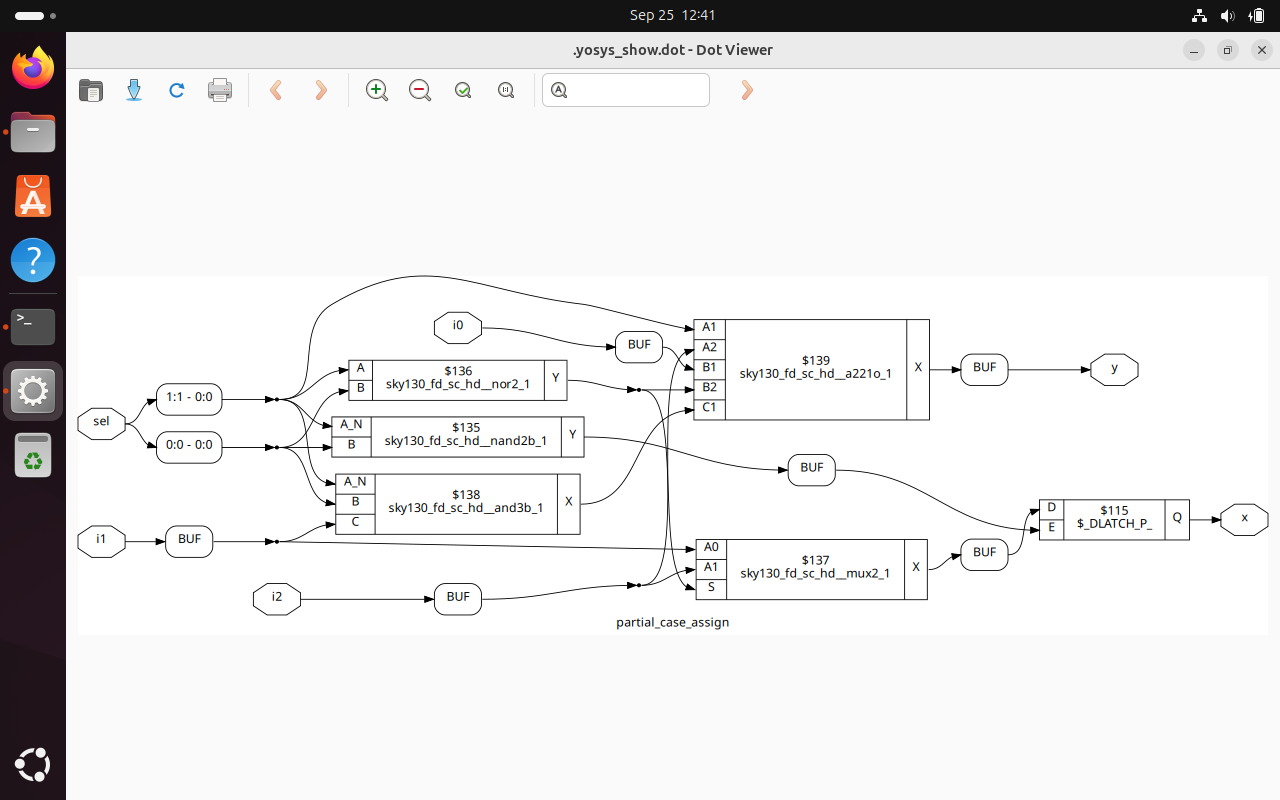 Sep 25 12:41
.yosys_show.dot - Dot Viewer
sel
1:1 - 0:0
0:0 - 0:0
i1
BUF
i2
BUF
i0
BUF
A
B
$136
sky130_fd_sc_hd__nor2_1
Y
A_N
B
$135
sky130_fd_sc_hd__nand2b_1
Y
A_N
B
C
$138
sky130_fd_sc_hd__and3b_1
X
A1
A2
B1
B2
C1
$139
sky130_fd_sc_hd__a221o_1
X
BUF
y
BUF
A0
A1
S
$137
sky130_fd_sc_hd__mux2_1
X
BUF
D
E
$115
$_DLATCH_P_
Q
x
partial_case_assign